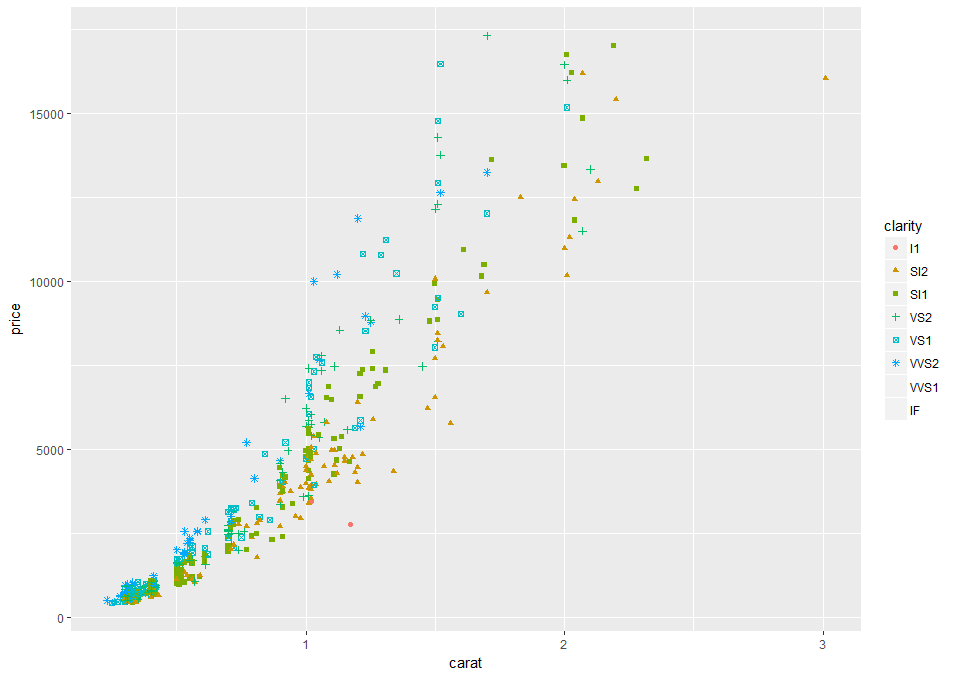 15000
10000
5000
0
price
1
2
3
carat
clarity
I1
SI2
SI1
VS2
VS1
VVS2
VVS1
IF